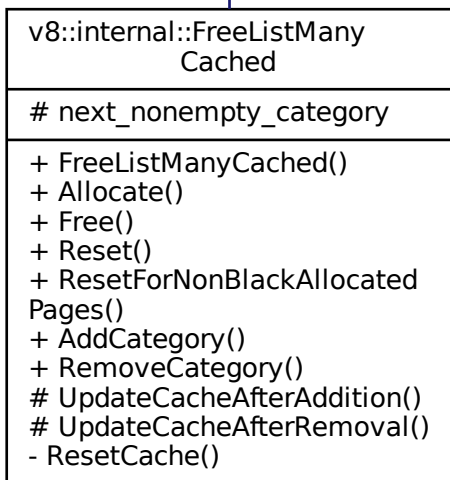 v8::internal::FreeListMany
Cached
# next_nonempty_category
+ FreeListManyCached()
+ Allocate()
+ Free()
+ Reset()
+ ResetForNonBlackAllocated
Pages()
+ AddCategory()
+ RemoveCategory()
# UpdateCacheAfterAddition()
# UpdateCacheAfterRemoval()
- ResetCache()